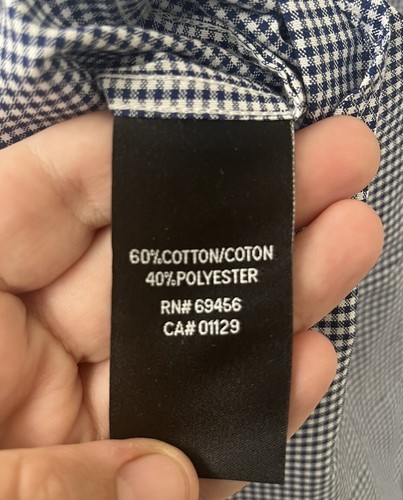 60%COTTON/COTON
40%POLYESTER
RN# 69456
CA# 01129